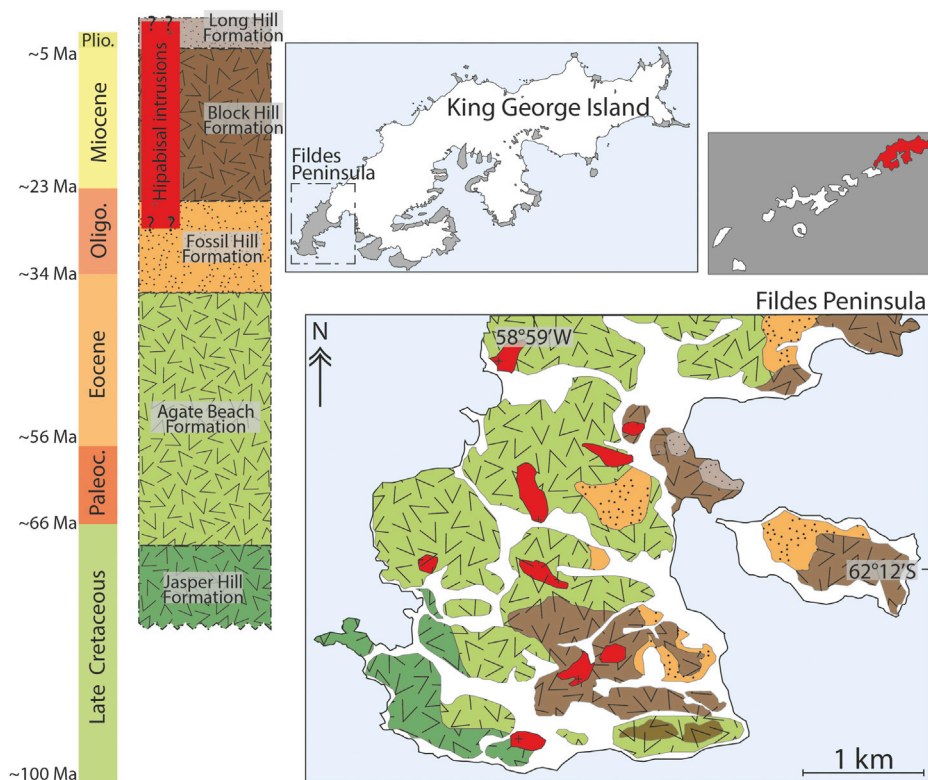 Plio.
~5 Ma
Miocene
~23 Ma
Oligo.
~34 Ma
Eocene
~56 Ma
Paleoc.
~66 Ma
Late Cretaceous
~100 Ma
? ?
Hipabisal intrusions
? ?
Long Hill
Formation
Block Hill
Formation
Fossil Hill
Formation
Agate Beach
Formation
Jasper Hill
Formation
King George Island
Fildes
Peninsula
Fildes Peninsula
N
58°59'W
62°12'S
1 km